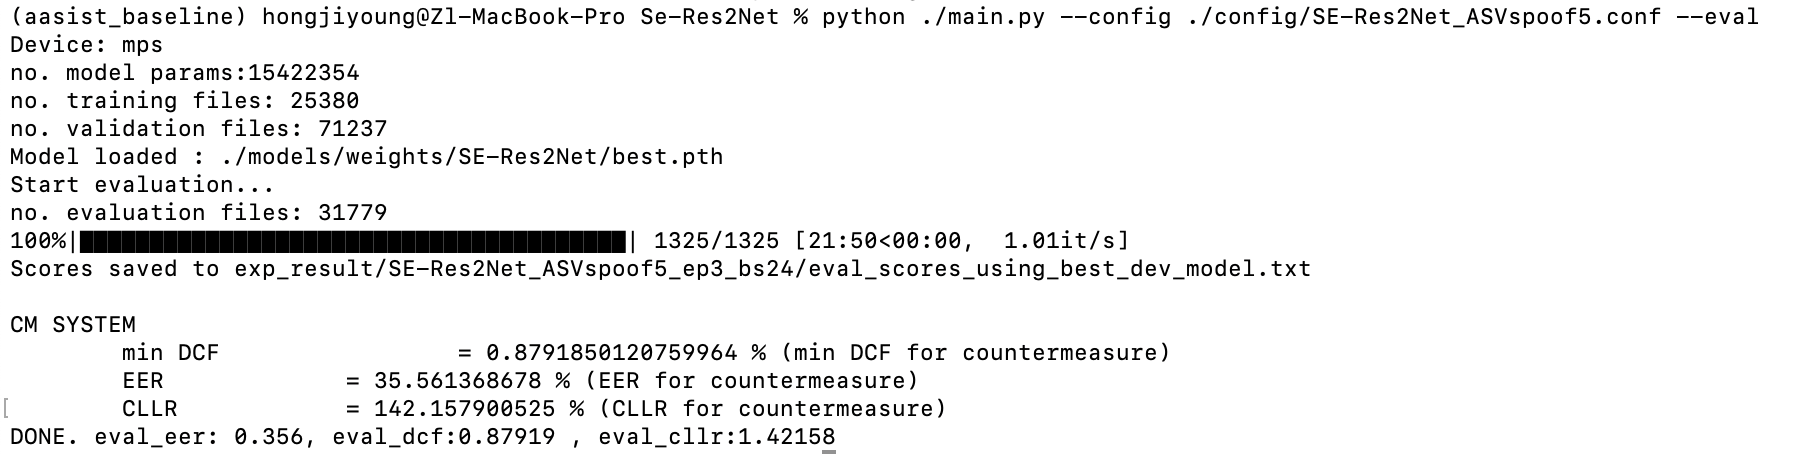 (aasist_baseline) hongjiyoung@Zl-MacBook-Pro Se-Res2Net % python ./main.py --config ./config/SE-Res2Net_ASVspoof5.conf --eval
Device: mps
no. model params:15422354
no. training files: 25380
no. validation files: 71237
Model loaded : ./models/weights/SE-Res2Net/best.pth
Start evaluation...
no. evaluation files: 31779
100%|███████████████████████████████████████| 1325/1325 [21:50<00:00,  1.01it/s]
Scores saved to exp_result/SE-Res2Net_ASVspoof5_ep3_bs24/eval_scores_using_best_dev_model.txt
CM SYSTEM
min DCF = 0.8791850120759964 % (min DCF for countermeasure)
EER = 35.561368678 % (EER for countermeasure)
CLLR = 142.157900525 % (CLLR for countermeasure)
DONE. eval_eer: 0.356, eval_dcf:0.87919 , eval_cllr:1.42158